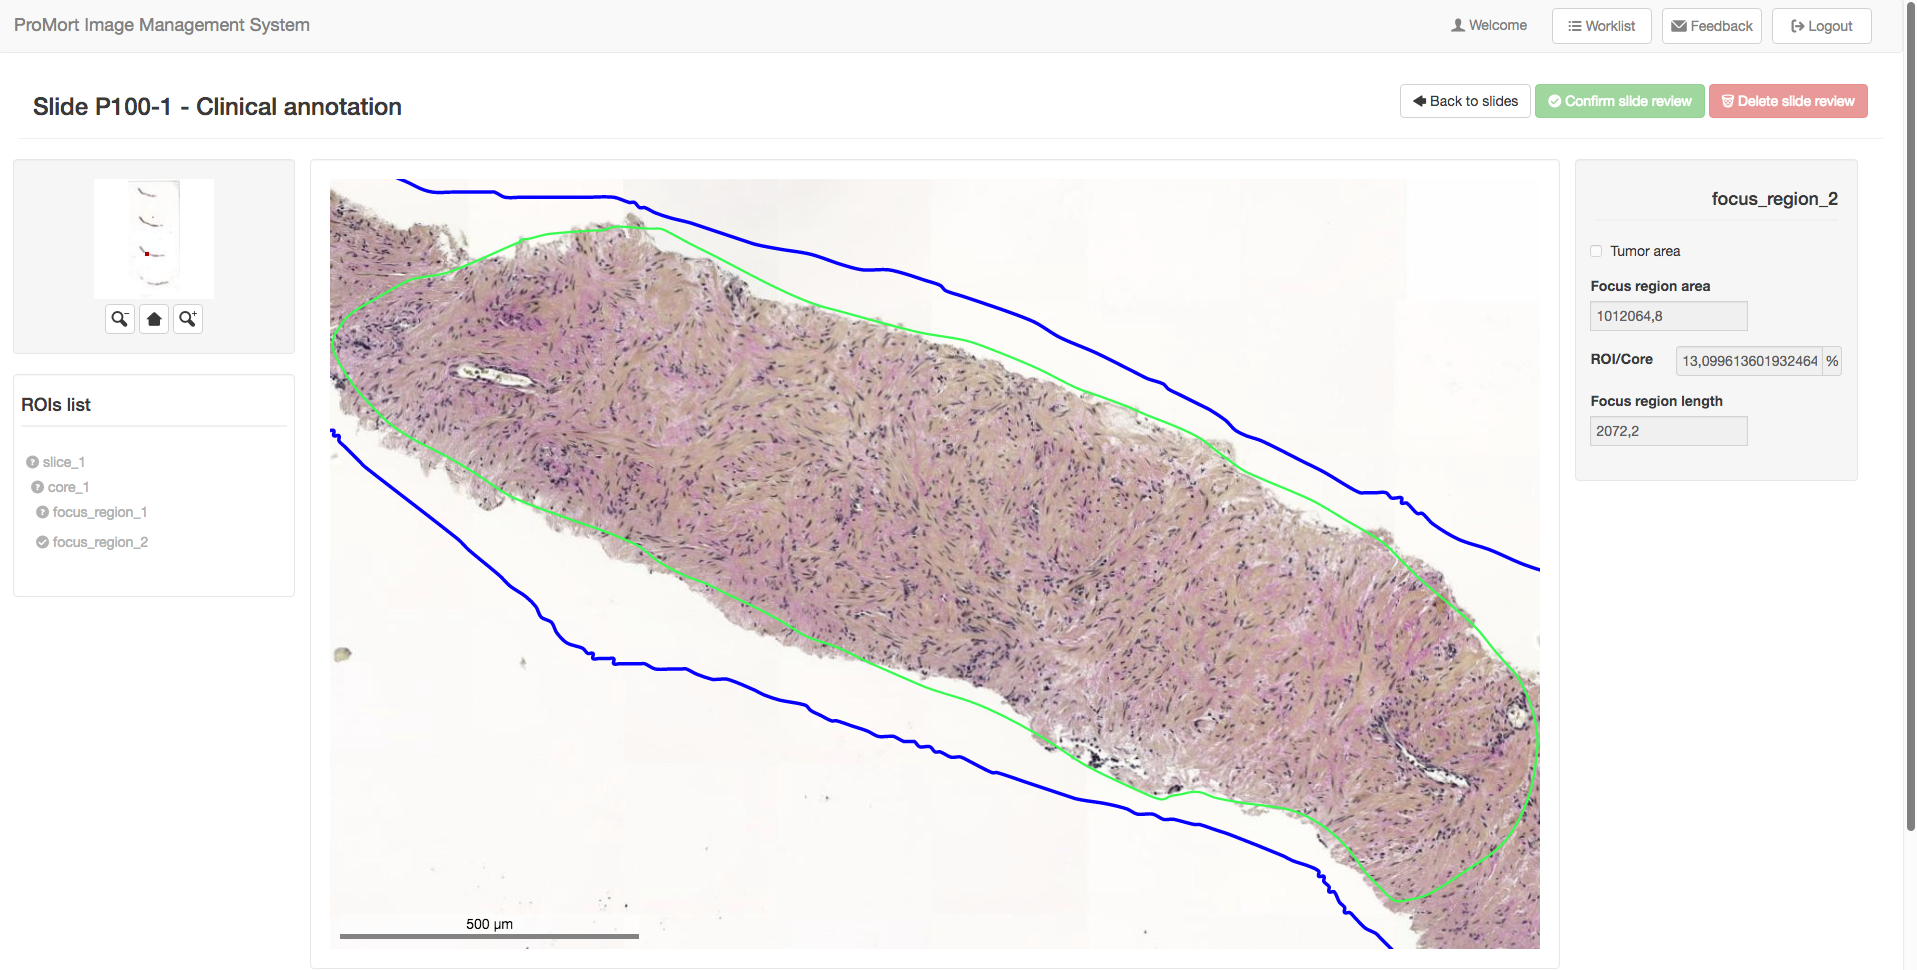 ProMort Image Management System
Welcome
Worklist
Feedback
Logout
Slide P100-1 - Clinical annotation
Back to slides
Confirm slide review
Delete slide review
ROIs list
slice_1
core_1
focus_region_1
focus_region_2
500 µm
focus_region_2
Tumor area
Focus region area
1012064,8
ROI/Core 13,099613601932464 %
Focus region length
2072,2